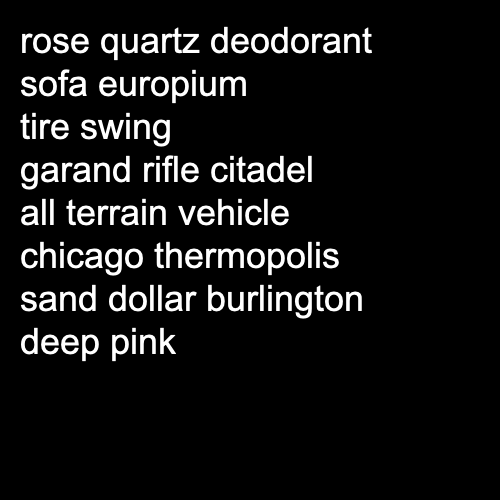 rose quartz deodorant
sofa europium
tire swing
garand rifle citadel
all terrain vehicle
chicago thermopolis
sand dollar burlington
deep pink